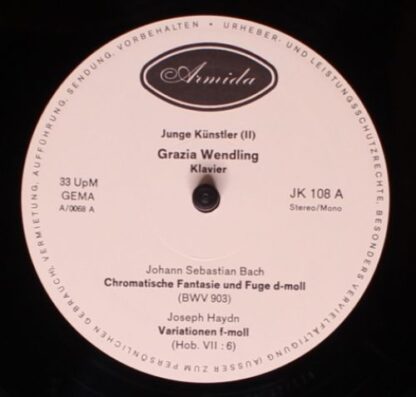 Armida
Junge Künstler (II)
Grazia Wendling
Klavier
33 UpM
GEMA
A/0068 A
JK 108 A
Stereo/Mono
Johann Sebastian Bach
Chromatische Fantasie und Fuge d-moll
(BWV 903)
Joseph Haydn
Variationen f-moll
(Hob. VII : 6)
URHEBER- UND LEISTUNGSSCHUTZRECHTE, BESONDERS VERVIELFÄLTIGUNG (AUSSER ZUM PERSÖNLICHEN GEBRAUCH), VERMIETUNG, AUFFÜHRUNG, SENDUNG, VORBEHALTEN •